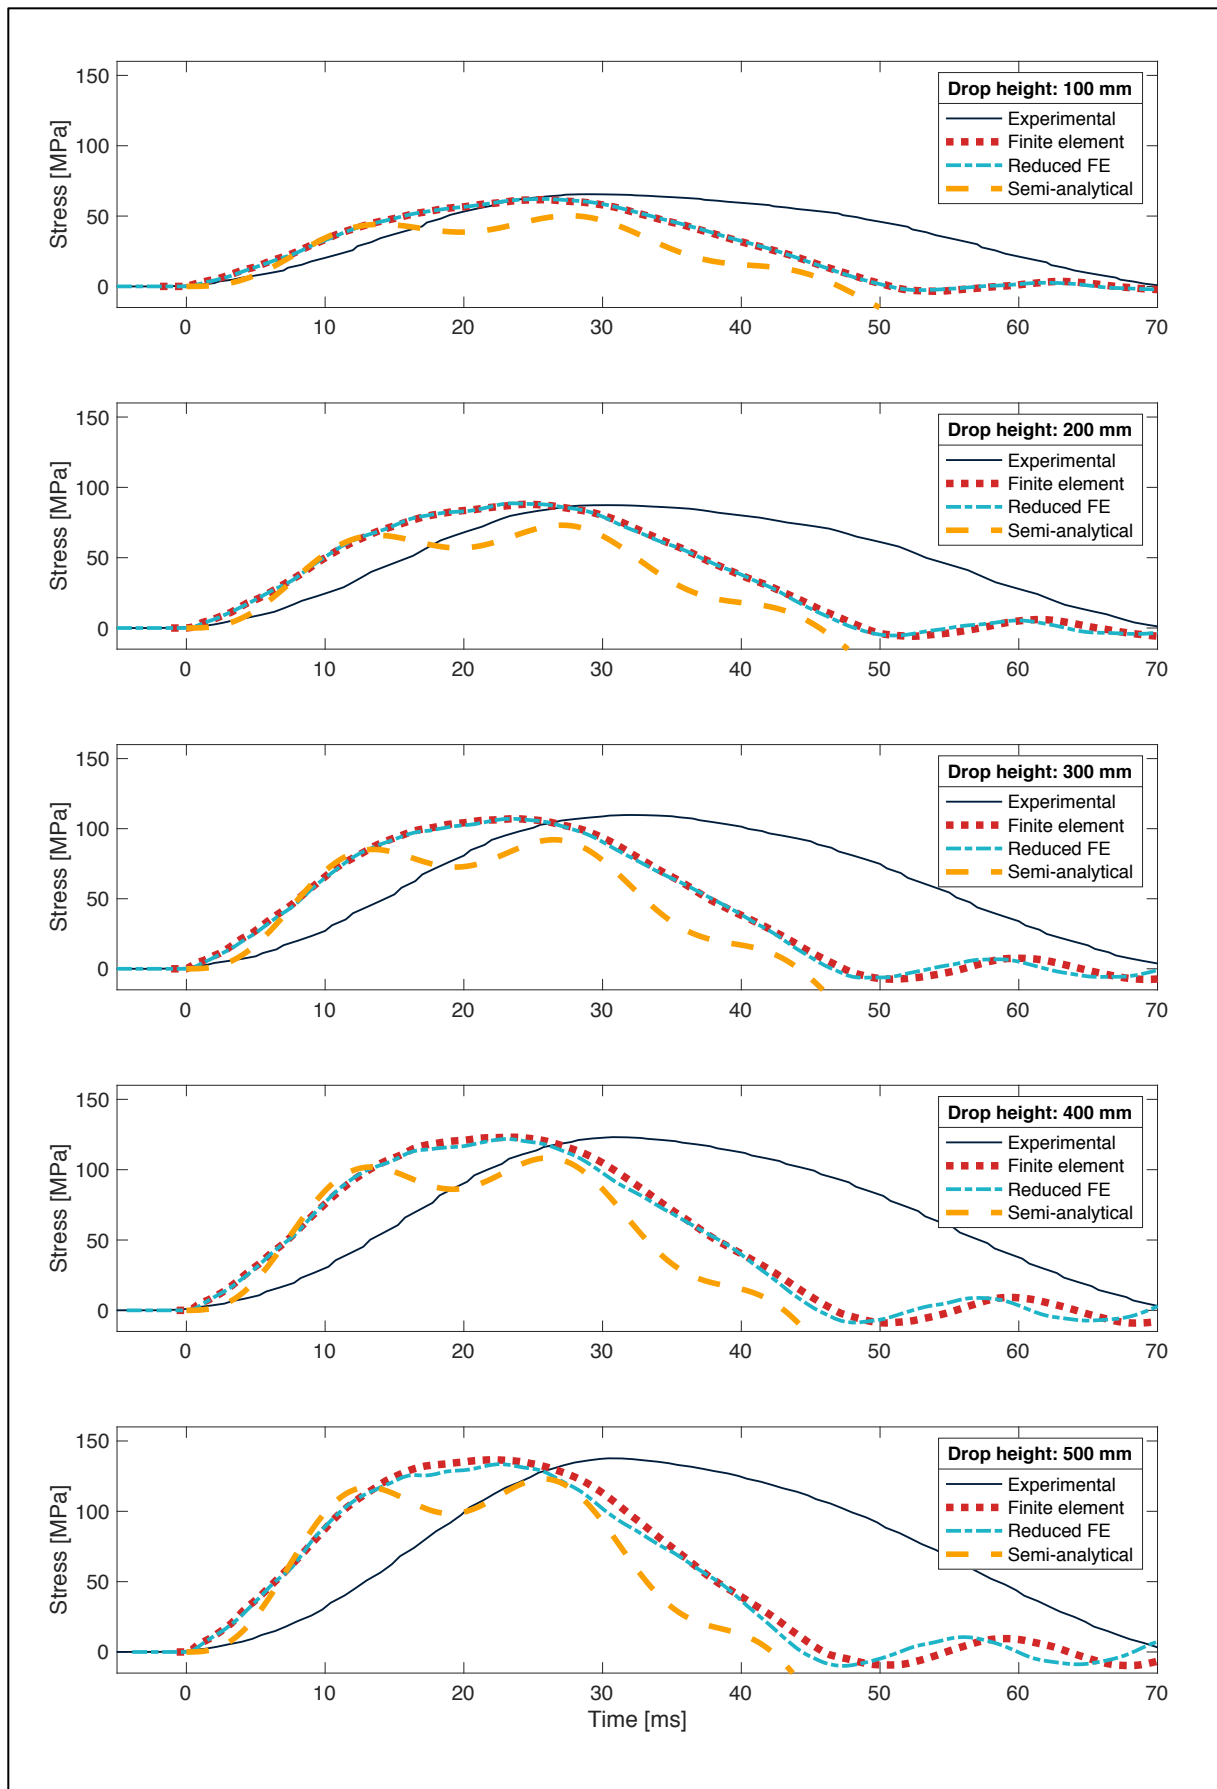 150
100
50
0
Stress [MPa]
Drop height: 100 mm
Experimental
Finite element
Reduced FE
Semi-analytical
0 10 20 30 40 50 60 70
150
100
50
0
Stress [MPa]
Drop height: 200 mm
Experimental
Finite element
Reduced FE
Semi-analytical
0 10 20 30 40 50 60 70
150
100
50
0
Stress [MPa]
Drop height: 300 mm
Experimental
Finite element
Reduced FE
Semi-analytical
0 10 20 30 40 50 60 70
150
100
50
0
Stress [MPa]
Drop height: 400 mm
Experimental
Finite element
Reduced FE
Semi-analytical
0 10 20 30 40 50 60 70
150
100
50
0
Stress [MPa]
Drop height: 500 mm
Experimental
Finite element
Reduced FE
Semi-analytical
0 10 20 30 40 50 60 70
Time [ms]